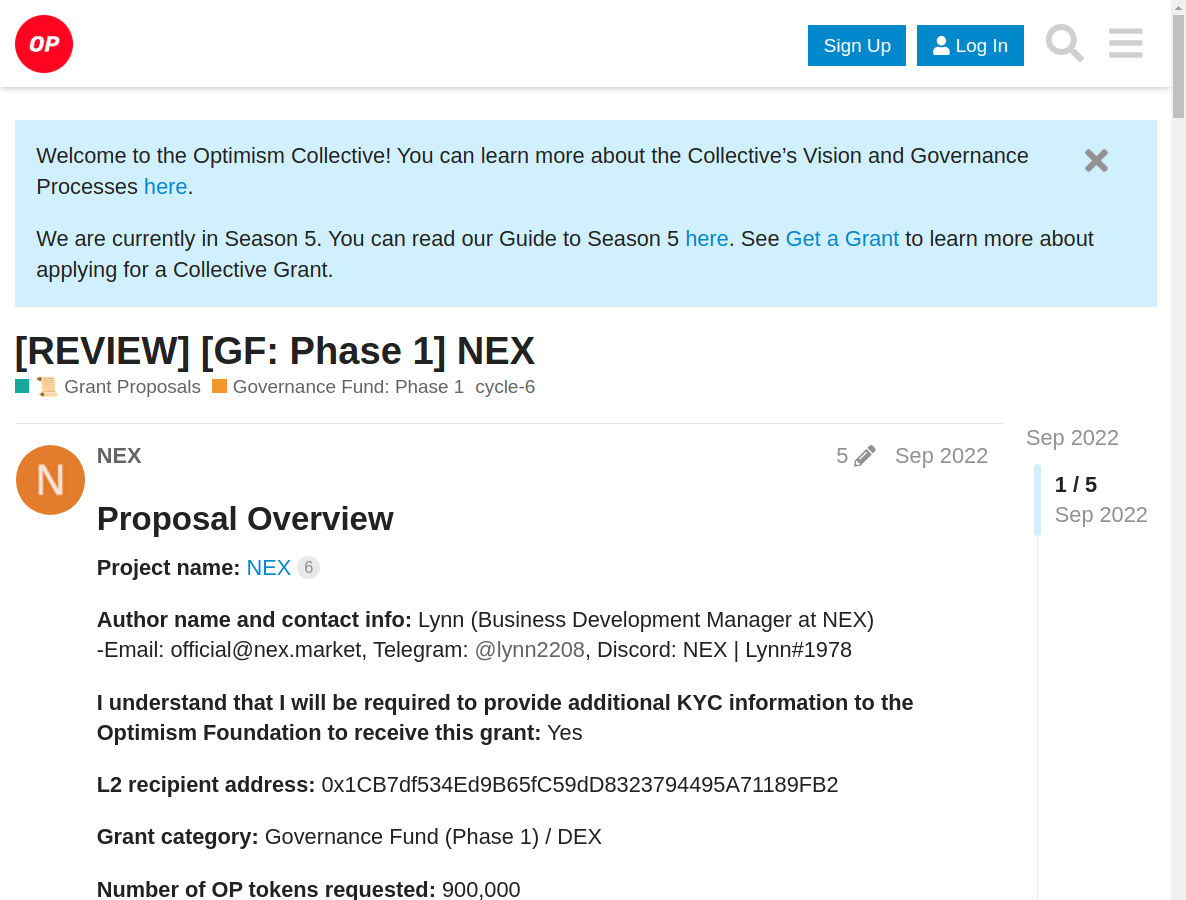 OP
Sign Up
Log In
Welcome to the Optimism Collective! You can learn more about the Collective’s Vision and Governance
Processes here.
We are currently in Season 5. You can read our Guide to Season 5 here. See Get a Grant to learn more about
applying for a Collective Grant.
[REVIEW] [GF: Phase 1] NEX
Grant Proposals Governance Fund: Phase 1 cycle-6
N
NEX
5
Sep 2022
Sep 2022
1 / 5
Sep 2022
Proposal Overview
Project name: NEX 6
Author name and contact info: Lynn (Business Development Manager at NEX)
-Email: official@nex.market, Telegram: @lynn2208, Discord: NEX | Lynn#1978
I understand that I will be required to provide additional KYC information to the
Optimism Foundation to receive this grant: Yes
L2 recipient address: 0x1CB7df534Ed9B65fC59dD8323794495A71189FB2
Grant category: Governance Fund (Phase 1) / DEX
Number of OP tokens requested: 900,000